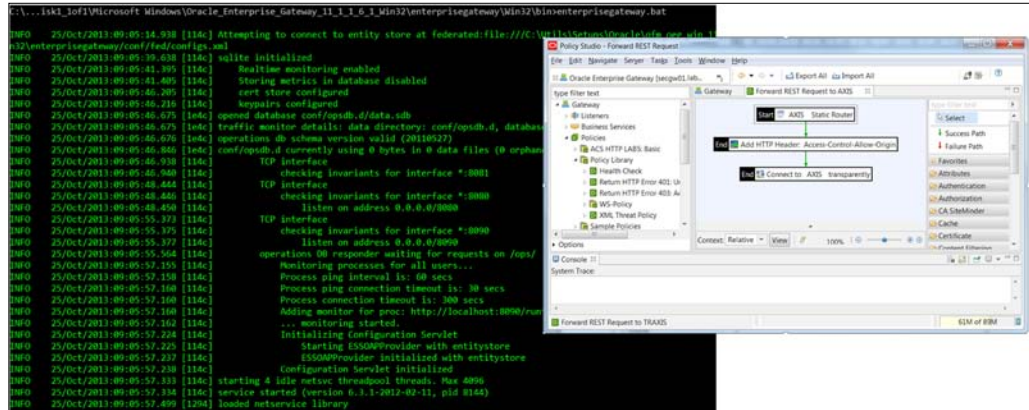 C:\...isk1_1of1\Microsoft Windows\Oracle_Enterprise_Gateway_11_1_1_6_1_Win32\enterprisegateway\Win32\bin>enterprisegateway.bat
INFO 25/Oct/2013:09:05:14.938 [114c] Attempting to connect to entity store at federated:file:///C:\Utils\Setups\Oracle\ofm_oeg_win_1
n32\enterprisegateway/conf/fed/configs.xml
INFO 25/Oct/2013:09:05:39.638 [114c] sqlite initialized
INFO 25/Oct/2013:09:05:41.395 [114c] Realtime monitoring enabled
INFO 25/Oct/2013:09:05:41.405 [114c] Storing metrics in database disabled
INFO 25/Oct/2013:09:05:46.205 [114c] cert store configured
INFO 25/Oct/2013:09:05:46.216 [114c] keypairs configured
INFO 25/Oct/2013:09:05:46.675 [1e4c] opened database conf/opsdb.d/data.sdb
INFO 25/Oct/2013:09:05:46.675 [1e4c] traffic monitor details: data directory: conf/opsdb.d, database
INFO 25/Oct/2013:09:05:46.676 [1e4c] operations db schema version valid (20110527)
INFO 25/Oct/2013:09:05:46.846 [1e4c] conf/opsdb.d currently using 0 bytes in 0 data files (0 orphane
INFO 25/Oct/2013:09:05:46.938 [114c] TCP interface
INFO 25/Oct/2013:09:05:46.940 [114c] checking invariants for interface *:8081
INFO 25/Oct/2013:09:05:48.444 [114c] TCP interface
INFO 25/Oct/2013:09:05:48.446 [114c] checking invariants for interface *:8080
INFO 25/Oct/2013:09:05:48.450 [114c] listen on address 0.0.0.0/8080
INFO 25/Oct/2013:09:05:55.373 [114c] TCP interface
INFO 25/Oct/2013:09:05:55.375 [114c] checking invariants for interface *:8090
INFO 25/Oct/2013:09:05:55.377 [114c] listen on address 0.0.0.0/8090
INFO 25/Oct/2013:09:05:55.564 [114c] operations DB responder waiting for requests on /ops/
INFO 25/Oct/2013:09:05:57.155 [114c] Monitoring processes for all users...
INFO 25/Oct/2013:09:05:57.158 [114c] Process ping interval is: 60 secs
INFO 25/Oct/2013:09:05:57.160 [114c] Process ping connection timeout is: 30 secs
INFO 25/Oct/2013:09:05:57.160 [114c] Process connection timeout is: 300 secs
INFO 25/Oct/2013:09:05:57.160 [114c] Adding monitor for proc: http://localhost:8090/run
INFO 25/Oct/2013:09:05:57.162 [114c] ... monitoring started.
INFO 25/Oct/2013:09:05:57.224 [114c] Initializing Configuration Servlet
INFO 25/Oct/2013:09:05:57.225 [114c] Starting ESSOAPProvider with entitystore
INFO 25/Oct/2013:09:05:57.237 [114c] ESSOAPProvider initialized with entitystore
INFO 25/Oct/2013:09:05:57.238 [114c] Configuration Servlet initialized
INFO 25/Oct/2013:09:05:57.333 [114c] starting 4 idle netsvc threadpool threads. Max 4096
INFO 25/Oct/2013:09:05:57.334 [114c] service started (version 6.3.1-2012-02-11, pid 8144)
INFO 25/Oct/2013:09:05:57.499 [1294] loaded netservice library
Policy Studio - Forward REST Request
File Edit Navigate Server Tasks Tools Window Help
Oracle Enterprise Gateway [
Export All Import All
type filter text
Gateway
Listeners
Business Services
Policies
ACS HTTP LABS: Basic
Policy Library
Health Check
Return HTTP Error 401: Un
Return HTTP Error 403: Ac
WS-Policy
XML Threat Policy
Sample Policies
Options
Gateway
Forward REST Request to AXIS
Start AXIS Static Router
End Add HTTP Header: Access-Control-Allow-Origin
End Connect to AXIS transparently
Context: Relative View 100%
type filter text
Select
Success Path
Failure Path
Favorites
Attributes
Authentication
Authorization
CA SiteMinder
Cache
Certificate
Content Filtering
Console
System Trace:
Forward REST Request to TRAXIS
61M of 89M